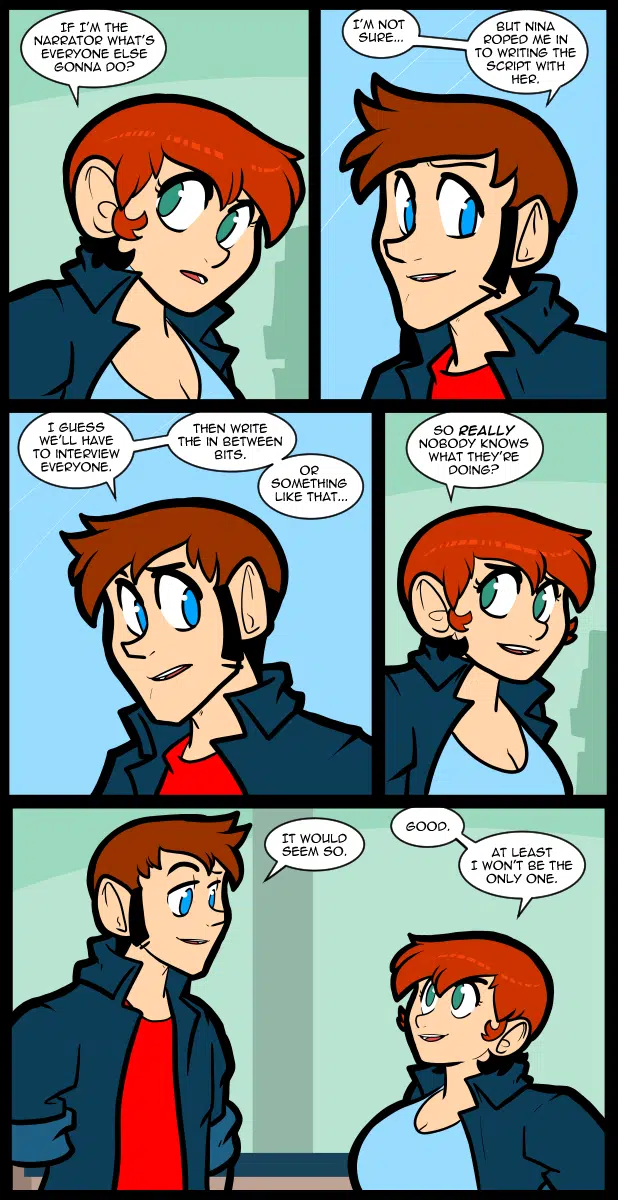 IF I'M THE
NARRATOR WHAT'S
EVERYONE ELSE
GONNA DO?
I'M NOT
SURE...
BUT NINA
ROPED ME IN
TO WRITING THE
SCRIPT WITH
HER.
I GUESS
WE'LL HAVE
TO INTERVIEW
EVERYONE.
THEN WRITE
THE IN BETWEEN
BITS.
OR
SOMETHING
LIKE THAT...
SO REALLY
NOBODY KNOWS
WHAT THEY'RE
DOING?
IT WOULD
SEEM SO.
GOOD.
AT LEAST
I WON'T BE THE
ONLY ONE.